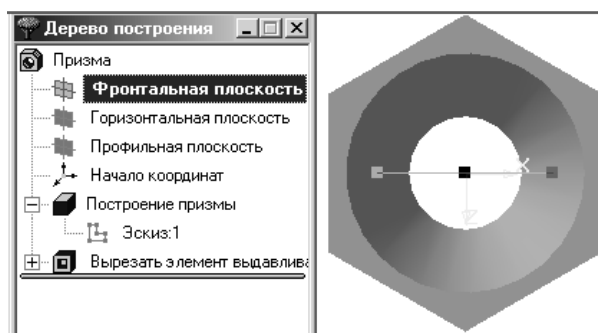 Дерево построения
Призма
Фронтальная плоскость
Горизонтальная плоскость
Профильная плоскость
Начало координат
Построение призмы
Эскиз:1
Вырезать элемент выдавлива
X
Z